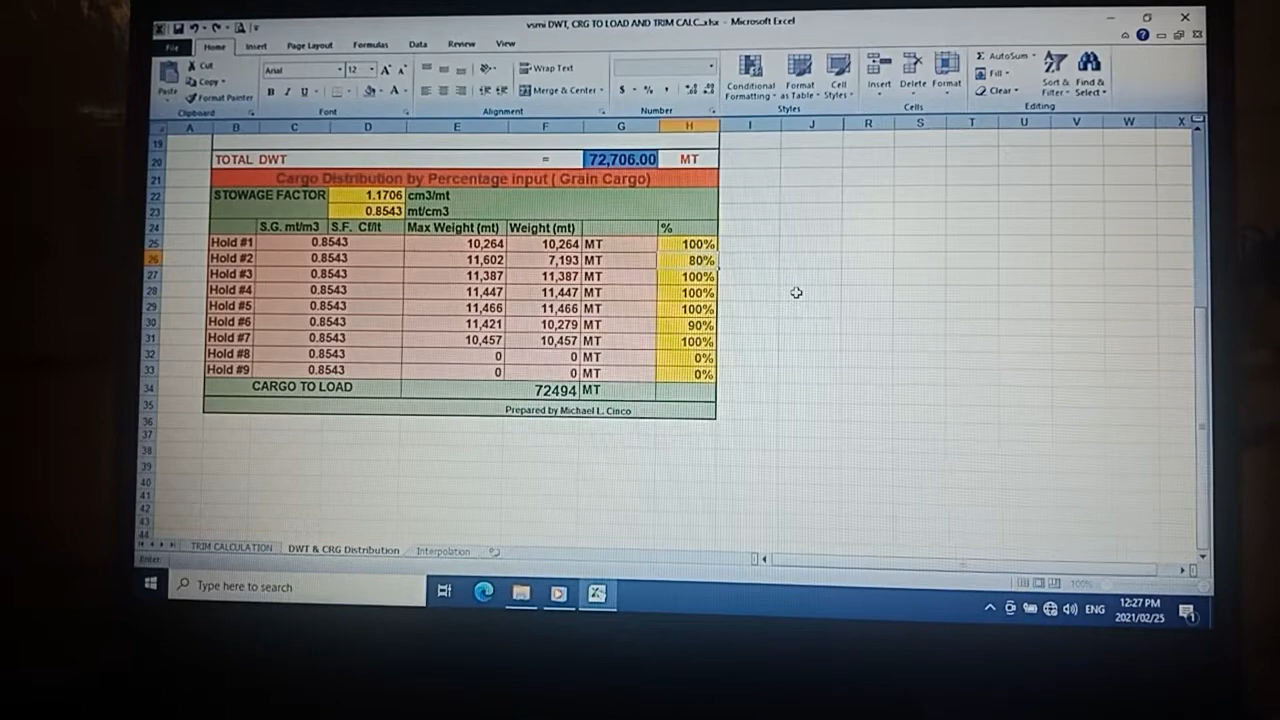 vsmi DWT, CRG TO LOAD AND TRIM CALC..xlsx - Microsoft Excel
File Home Insert Page Layout Formulas Data Review View
Cut
Copy
Format Painter
Paste
Arial 12
B I U
Wrap Text
Merge & Center
$ % ,
Conditional Formatting
Format as Table
Cell Styles
Insert Delete Format
AutoSum
Fill
Clear
Sort & Filter
Find & Select
Clipboard Font Alignment Number Styles Cells Editing
A B C D E F G H I J R S T U V W X
19
20 TOTAL DWT = 72,706.00 MT
21 Cargo Distribution by Percentage input ( Grain Cargo)
22 STOWAGE FACTOR 1.1706 cm3/mt
23 0.8543 mt/cm3
24 S.G. mt/m3 S.F. Cf/lt Max Weight (mt) Weight (mt) %
25 Hold #1 0.8543 10,264 10,264 MT 100%
26 Hold #2 0.8543 11,602 7,193 MT 80%
27 Hold #3 0.8543 11,387 11,387 MT 100%
28 Hold #4 0.8543 11,447 11,447 MT 100%
29 Hold #5 0.8543 11,466 11,466 MT 100%
30 Hold #6 0.8543 11,421 10,279 MT 90%
31 Hold #7 0.8543 10,457 10,457 MT 100%
32 Hold #8 0.8543 0 0 MT 0%
33 Hold #9 0.8543 0 0 MT 0%
34 CARGO TO LOAD 72494 MT
35 Prepared by Michael L. Cinco
36
37
38
39
40
41
42
43
44
TRIM CALCULATION DWT & CRG Distribution Interpolation
Enter 100%
Type here to search
ENG
12:27 PM
2021/02/25
1